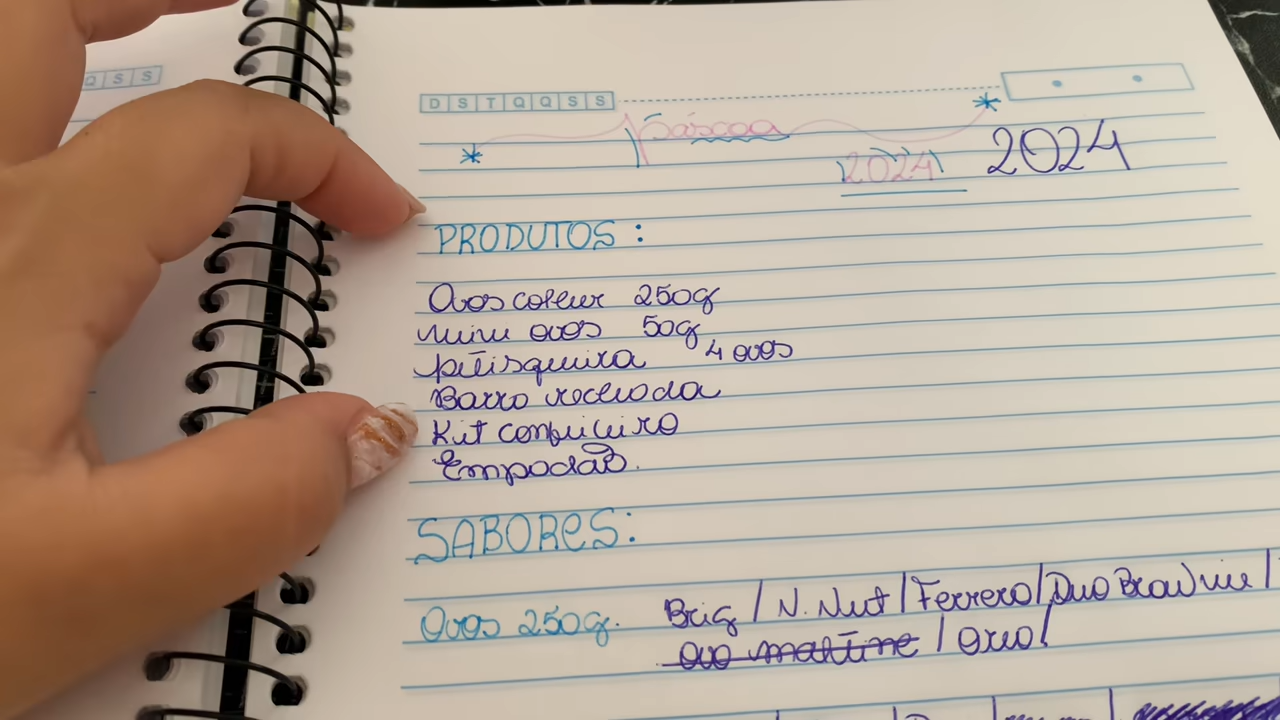 Q S S
D S T Q Q S S
Páscoa
2024 2024
PRODUTOS:
Ovos colher 250g
mini ovos 50g
petisqueira 4 ovos
Barra recheada
Kit confeiteiro
Empadão.
SABORES:
Ovos 250g. Brig / N. Nut / Ferrero / Duo Brownie /
ovo maltine / oreo /